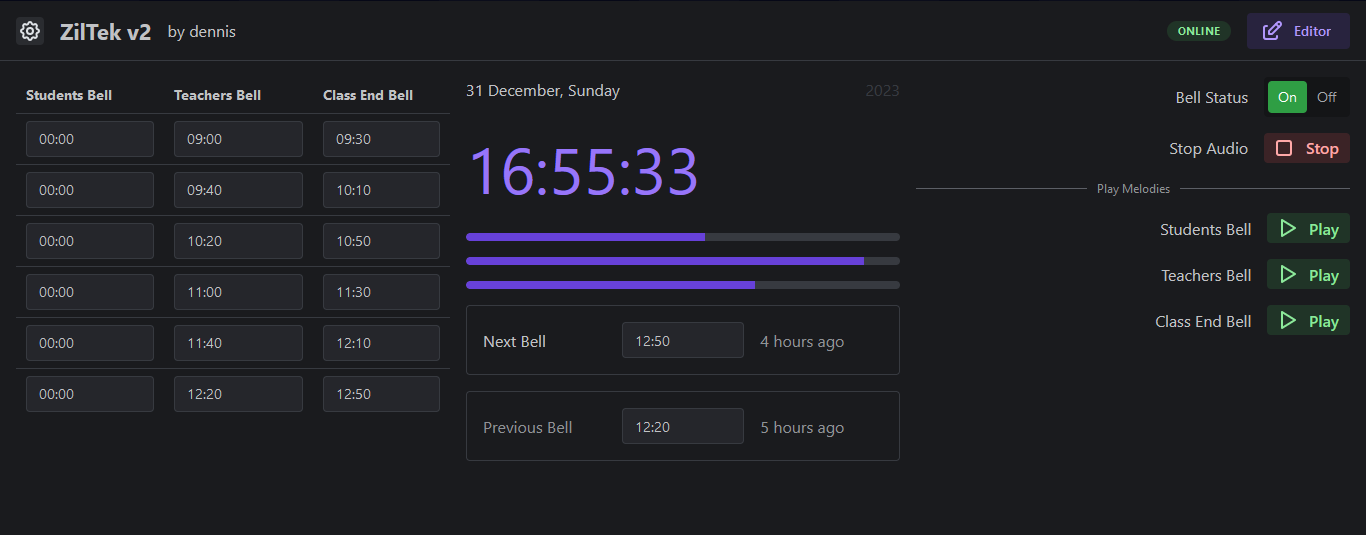 ZilTek v2 by dennis ONLINE Editor
Students Bell Teachers Bell Class End Bell
00:00 09:00 09:30
00:00 09:40 10:10
00:00 10:20 10:50
00:00 11:00 11:30
00:00 11:40 12:10
00:00 12:20 12:50
31 December, Sunday 2023
16:55:33
Next Bell 12:50 4 hours ago
Previous Bell 12:20 5 hours ago
Bell Status On Off
Stop Audio Stop
Play Melodies
Students Bell Play
Teachers Bell Play
Class End Bell Play